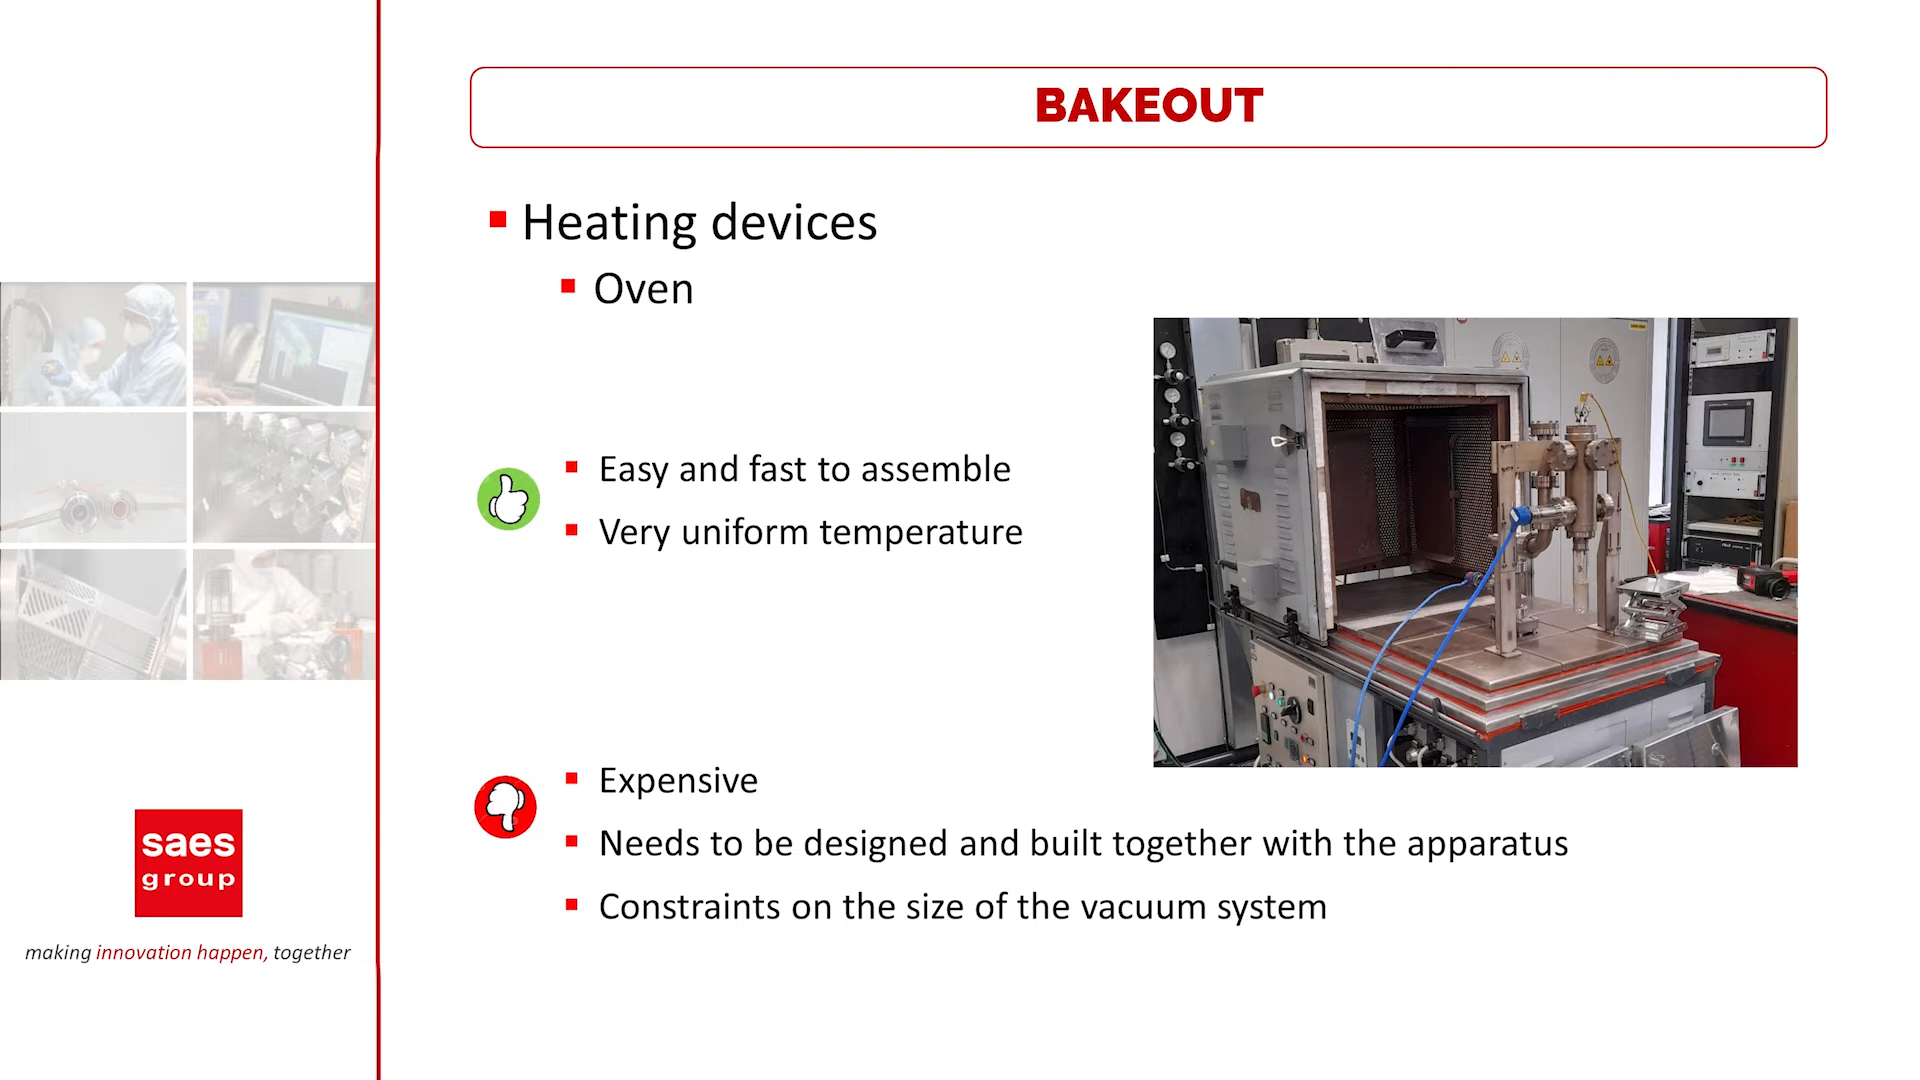 BAKEOUT
Heating devices
Oven
Easy and fast to assemble
Very uniform temperature
Expensive
Needs to be designed and built together with the apparatus
Constraints on the size of the vacuum system
saes
group
making innovation happen, together